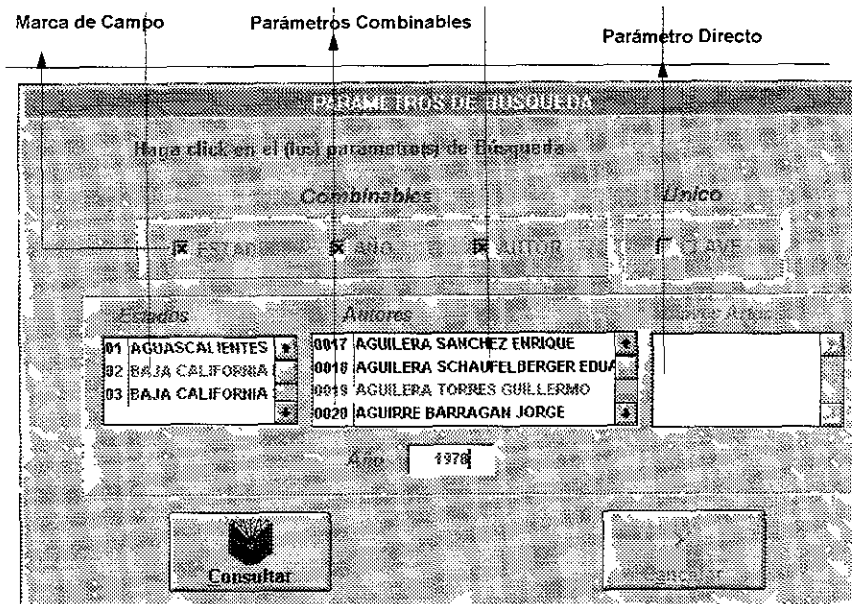 Marca de Campo
Parámetros Combinables
Parámetro Directo
PARAMETROS DE BUSQUEDA
Haga click en el (los) parametro(s) de Búsqueda
Combinables
Unico
ESTADO
AÑO
AUTOR
CLAVE
Estados
Autores
01 AGUASCALIENTES
02 BAJA CALIFORNIA
03 BAJA CALIFORNIA
0017 AGUILERA SANCHEZ ENRIQUE
0018 AGUILERA SCHAUFELBERGER EDUA
0019 AGUILERA TORRES GUILLERMO
0020 AGUIRRE BARRAGAN JORGE
Año
1978
Consultar
Cancelar